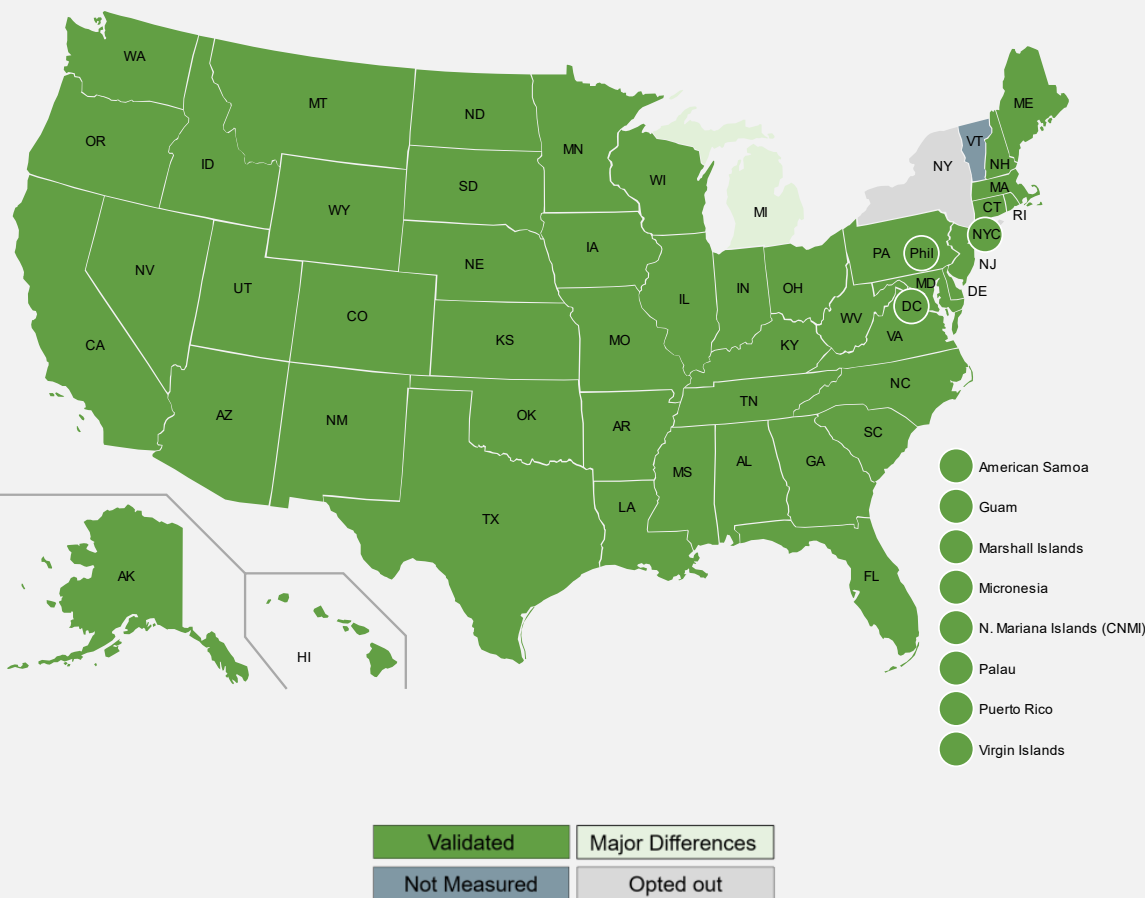 WA
MT
ND
MN
ME
OR
ID
SD
WI
MI
NY
VT
NH
MA
CT
RI
WY
IA
NE
NV
UT
CO
IL
IN
OH
PA
Phil
NYC
NJ
MD
DE
DC
WV
VA
CA
KS
MO
KY
NC
TN
AZ
NM
OK
AR
SC
MS
AL
GA
LA
TX
FL
AK
HI
American Samoa
Guam
Marshall Islands
Micronesia
N. Mariana Islands (CNMI)
Palau
Puerto Rico
Virgin Islands
Validated
Major Differences
Not Measured
Opted out